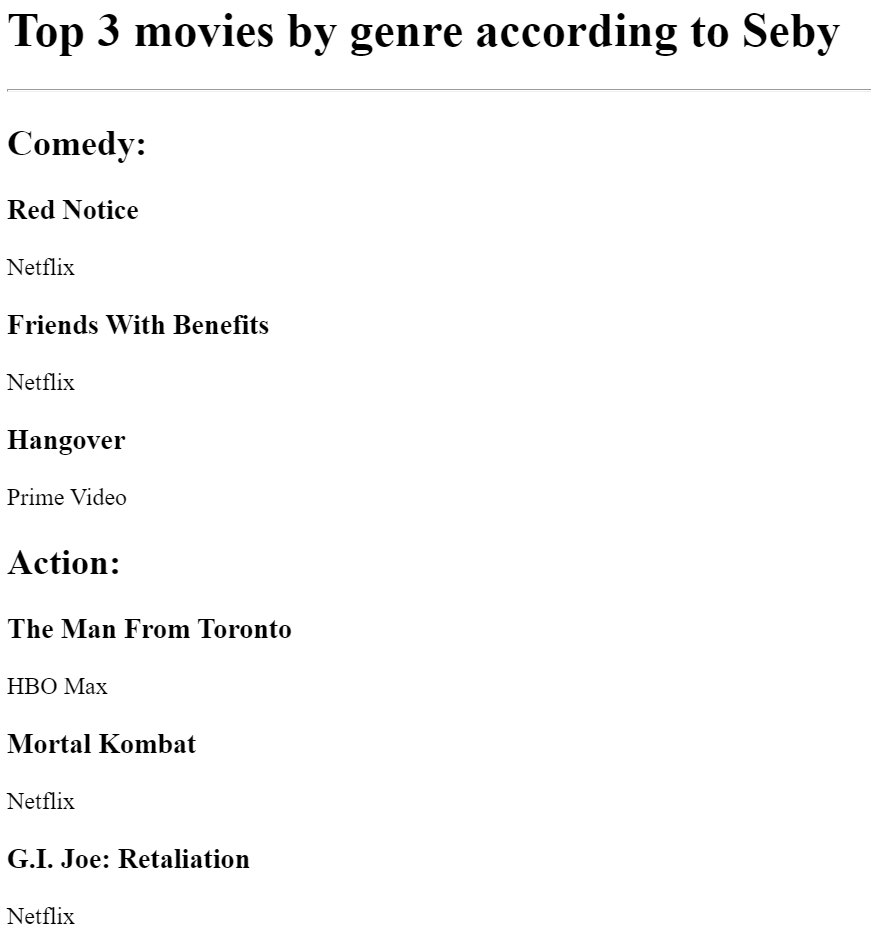 Top 3 movies by genre according to Seby
Comedy:
Red Notice
Netflix
Friends With Benefits
Netflix
Hangover
Prime Video
Action:
The Man From Toronto
HBO Max
Mortal Kombat
Netflix
G.I. Joe: Retaliation
Netflix